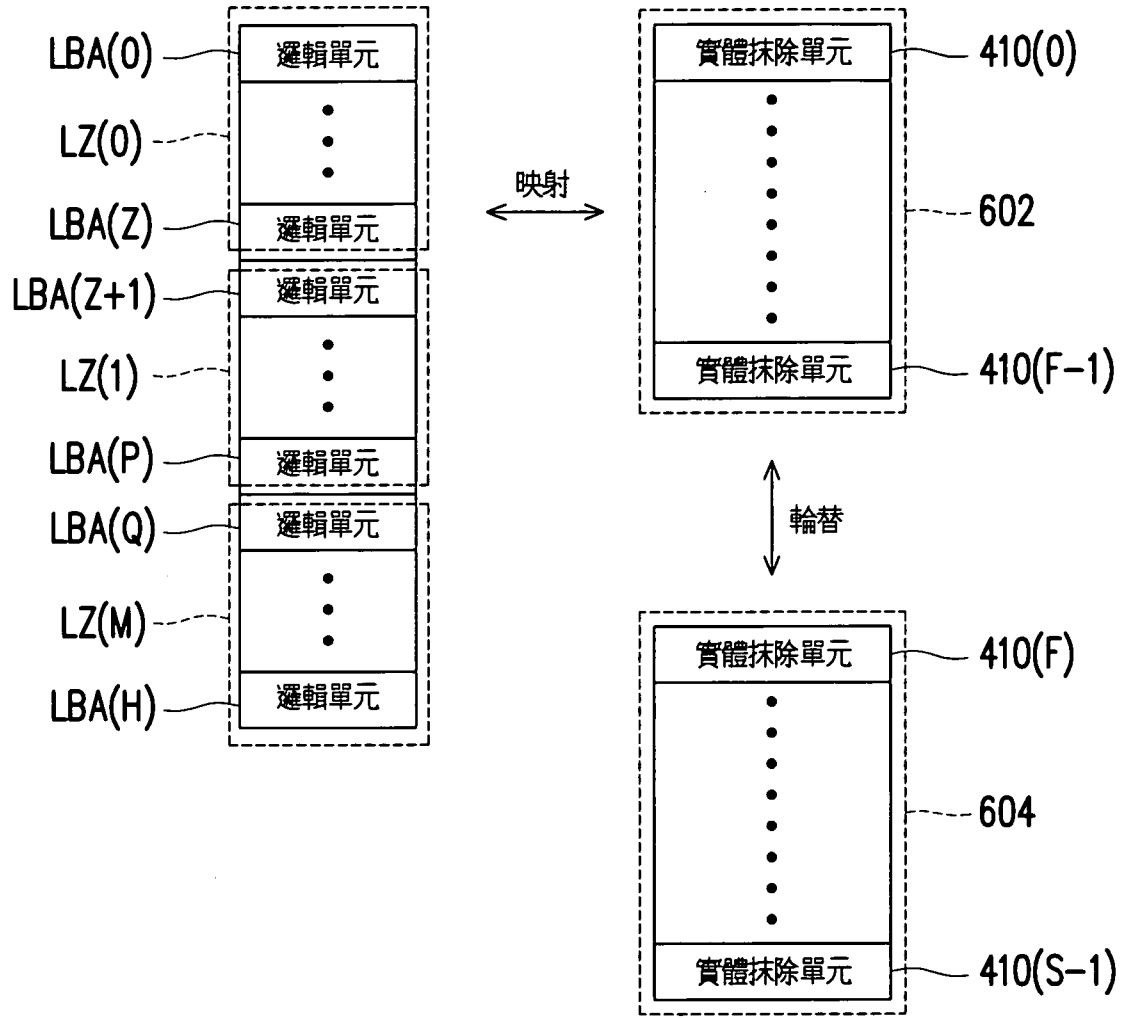 LBA(0) 邏輯單元
LZ(0)
LBA(Z) 邏輯單元
LBA(Z+1) 邏輯單元
LZ(1)
LBA(P) 邏輯單元
LBA(Q) 邏輯單元
LZ(M)
LBA(H) 邏輯單元
映射
實體抹除單元 410(0)
602
實體抹除單元 410(F-1)
輪替
實體抹除單元 410(F)
604
實體抹除單元 410(S-1)